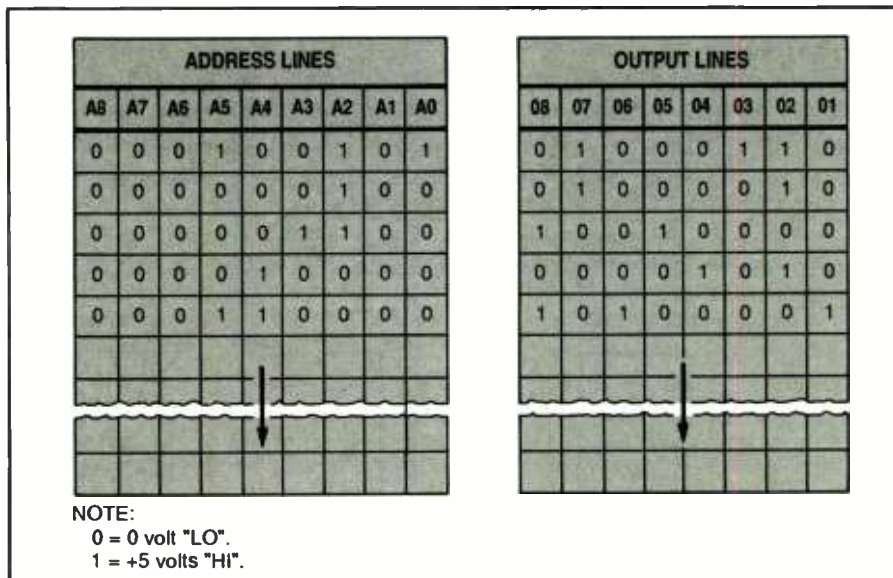 ADDRESS LINES
A8 A7 A6 A5 A4 A3 A2 A1 A0
0 0 0 1 0 0 1 0 1
0 0 0 0 0 0 1 0 0
0 0 0 0 0 1 1 0 0
0 0 0 0 1 0 0 0 0
0 0 0 1 1 0 0 0 0
OUTPUT LINES
08 07 06 05 04 03 02 01
0 1 0 0 0 1 1 0
0 1 0 0 0 0 1 0
1 0 0 1 0 0 0 0
0 0 0 0 1 0 1 0
1 0 1 0 0 0 0 1
NOTE:
0 = 0 volt "LO".
1 = +5 volts "HI".